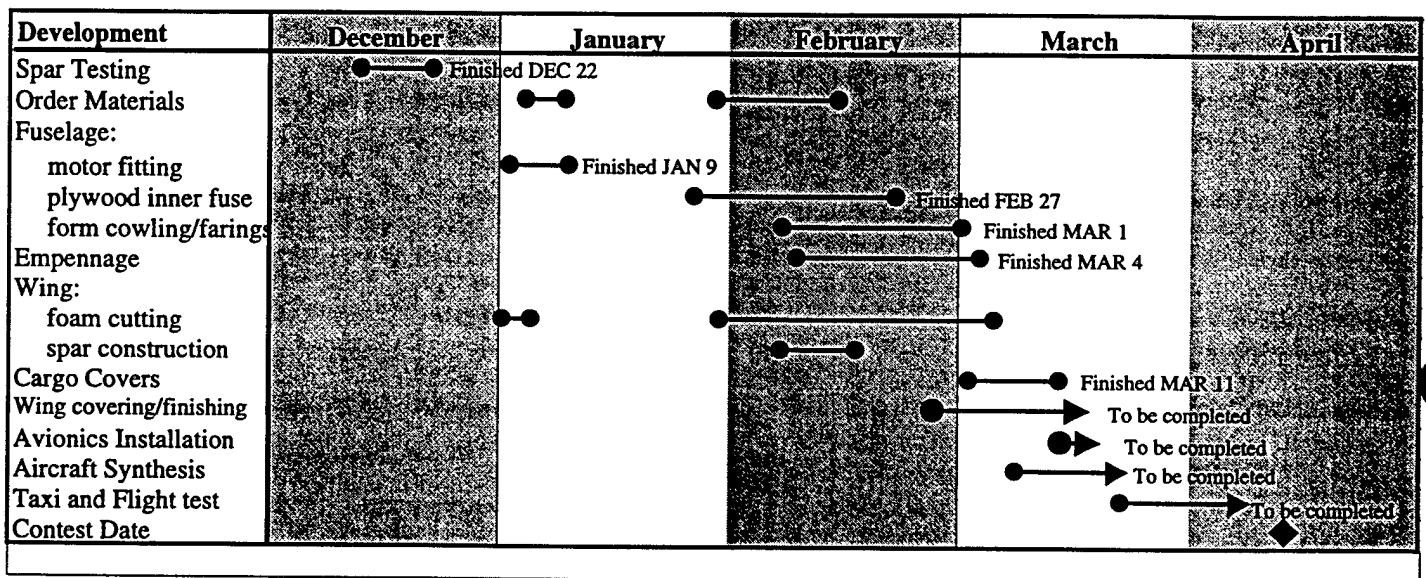 Development December January February March April
Spar Testing Finished DEC 22
Order Materials
Fuselage:
motor fitting Finished JAN 9
plywood inner fuse Finished FEB 27
form cowling/farings Finished MAR 1
Empennage Finished MAR 4
Wing:
foam cutting
spar construction
Cargo Covers Finished MAR 11
Wing covering/finishing To be completed
Avionics Installation To be completed
Aircraft Synthesis To be completed
Taxi and Flight test To be completed
Contest Date